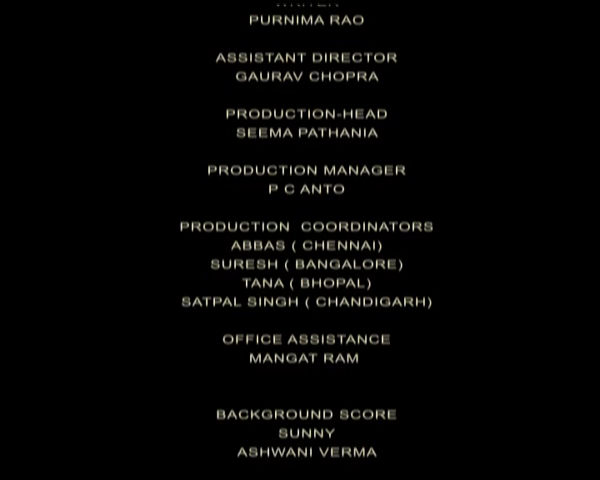 WRITER
PURNIMA RAO
ASSISTANT DIRECTOR
GAURAV CHOPRA
PRODUCTION-HEAD
SEEMA PATHANIA
PRODUCTION MANAGER
P C ANTO
PRODUCTION COORDINATORS
ABBAS ( CHENNAI)
SURESH ( BANGALORE)
TANA ( BHOPAL)
SATPAL SINGH ( CHANDIGARH)
OFFICE ASSISTANCE
MANGAT RAM
BACKGROUND SCORE
SUNNY
ASHWANI VERMA